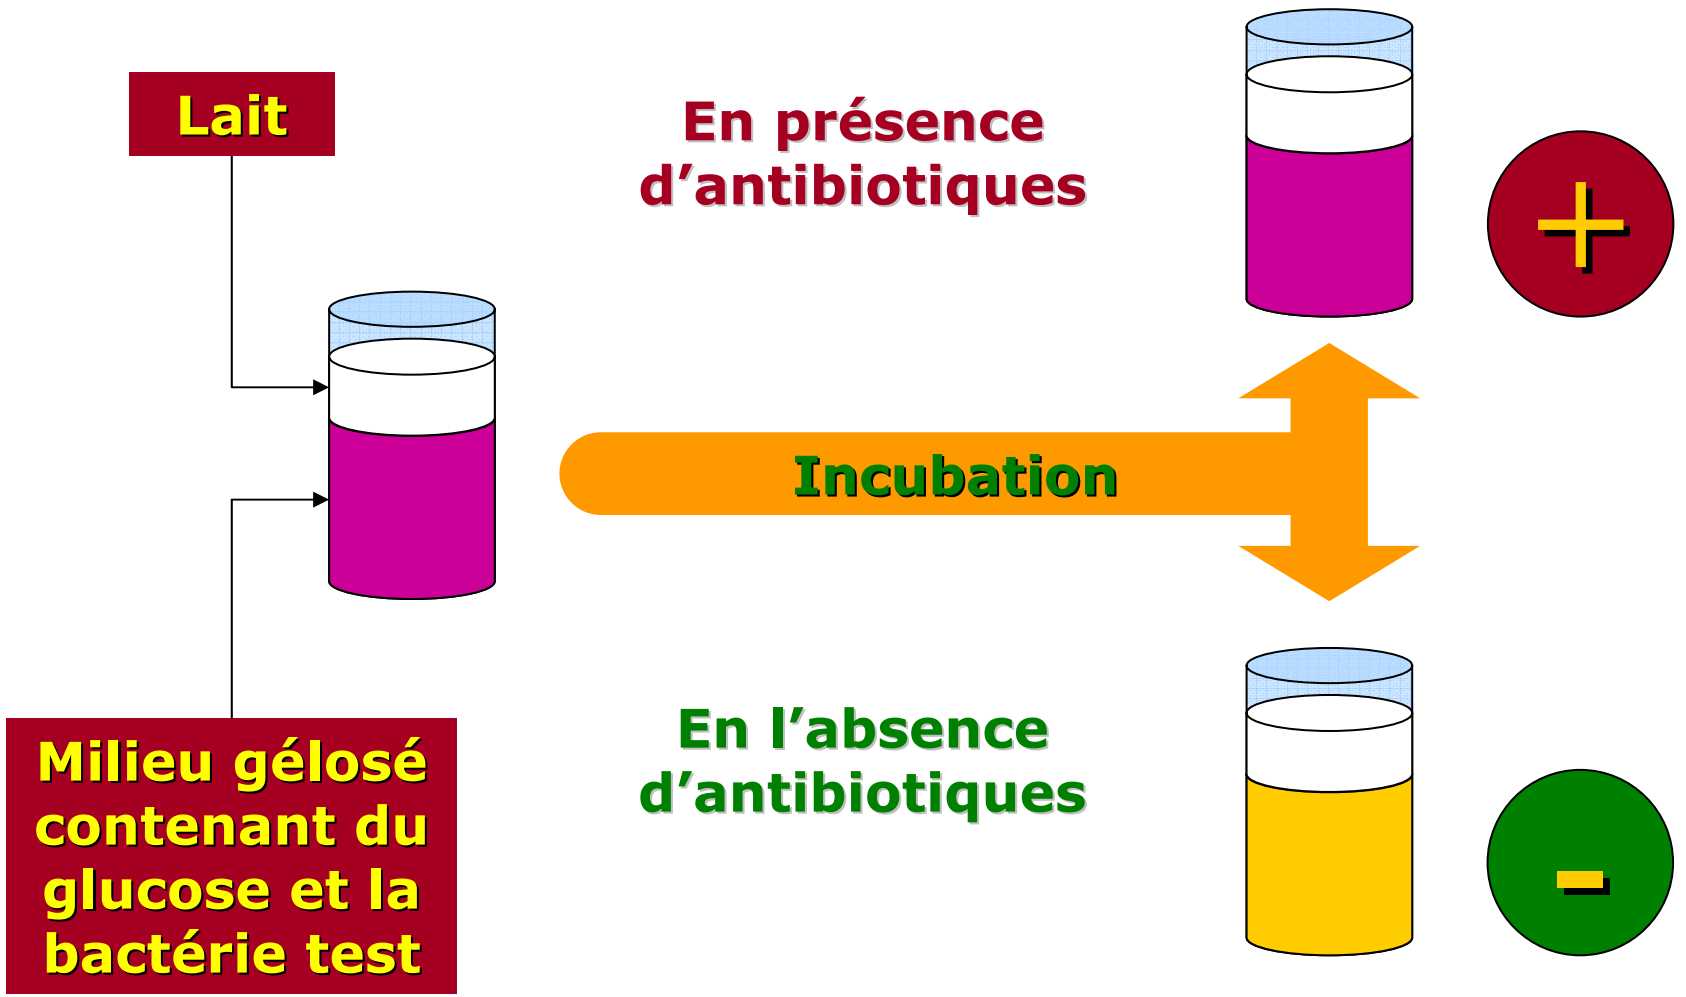 Lait
En présence
d’antibiotiques
+
Incubation
Milieu gélosé
contenant du
glucose et la
bactérie test
En l’absence
d’antibiotiques
-